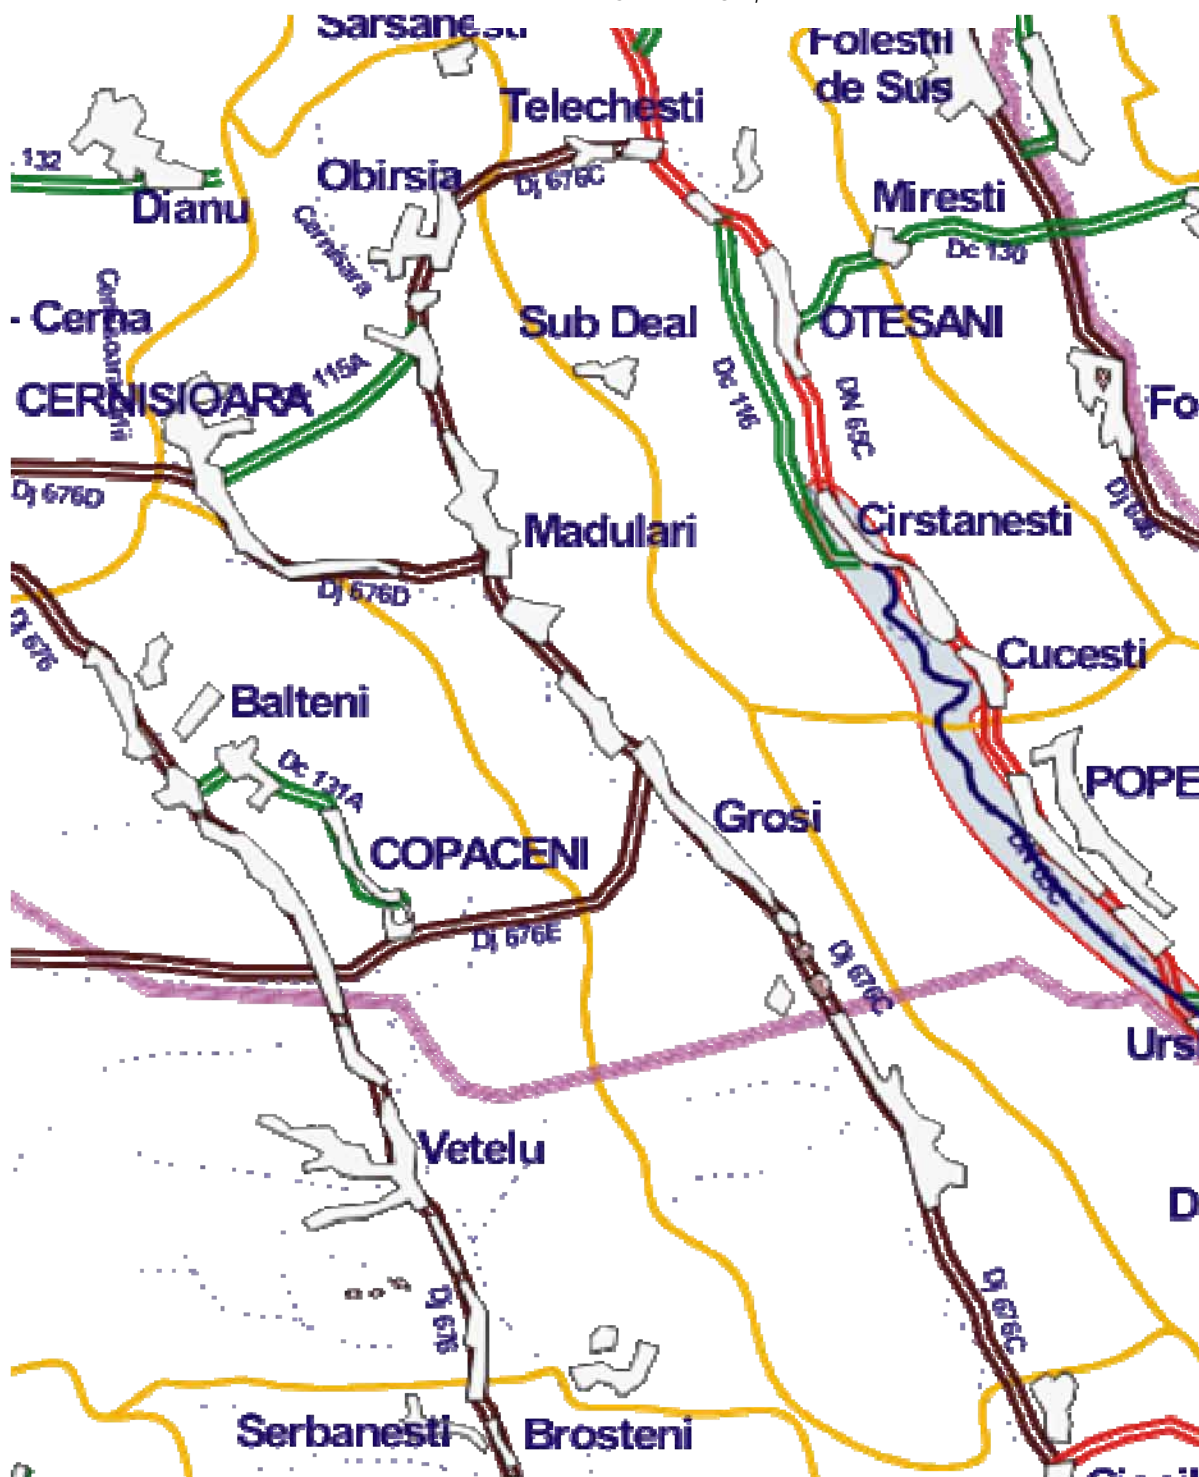 Sarsanesti
Folestii
de Sus
Telechesti
132
Obirsia
Dj 676C
Dianu
Miresti
Cernisara
Dc 130
- Cerna
Sub Deal
OTESANI
115A
Dc 116
CERNISIOARA
DN 65C
Fo
Dj 676D
Cirstanesti
Madulari
Dj 676D
Dj 676
Cucesti
Balteni
Dc 131A
POPE
Grosi
COPACENI
Dj 676E
Dj 676C
Urs
Vetelu
D
Dj 676
Dj 676C
Serbanesti
Brosteni